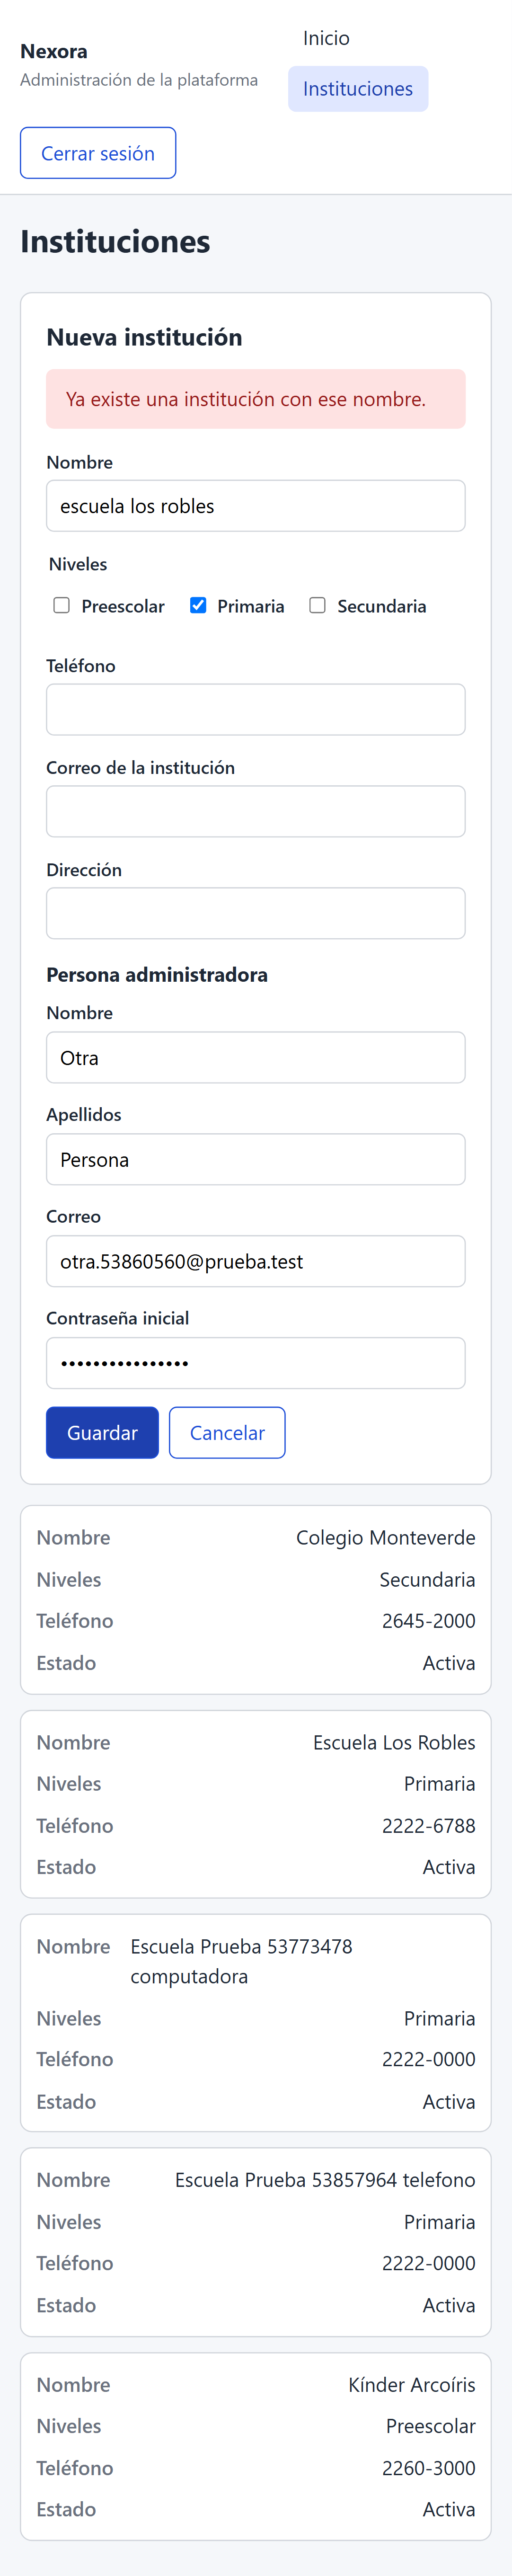 Nexora
Administración de la plataforma
Inicio
Instituciones
Cerrar sesión
Instituciones
Nueva institución
Ya existe una institución con ese nombre.
Nombre
escuela los robles
Niveles
Preescolar Primaria Secundaria
Teléfono
Correo de la institución
Dirección
Persona administradora
Nombre
Otra
Apellidos
Persona
Correo
otra.53860560@prueba.test
Contraseña inicial
••••••••••••••••
Guardar Cancelar
Nombre Colegio Monteverde
Niveles Secundaria
Teléfono 2645-2000
Estado Activa
Nombre Escuela Los Robles
Niveles Primaria
Teléfono 2222-6788
Estado Activa
Nombre Escuela Prueba 53773478
computadora
Niveles Primaria
Teléfono 2222-0000
Estado Activa
Nombre Escuela Prueba 53857964 telefono
Niveles Primaria
Teléfono 2222-0000
Estado Activa
Nombre Kínder Arcoíris
Niveles Preescolar
Teléfono 2260-3000
Estado Activa